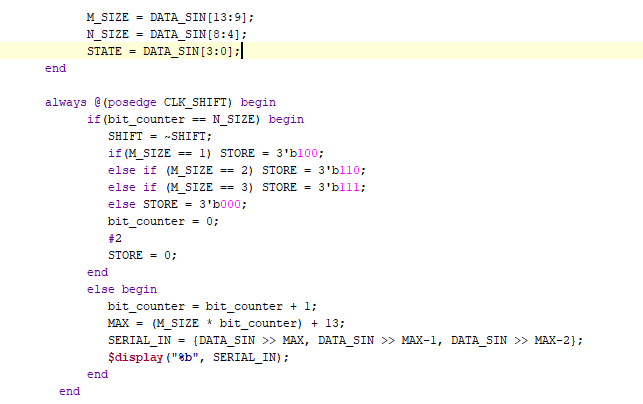 M_SIZE = DATA_SIN[13:9];
N_SIZE = DATA_SIN[8:4];
STATE = DATA_SIN[3:0];
end
always @(posedge CLK_SHIFT) begin
if(bit_counter == N_SIZE) begin
SHIFT = ~SHIFT;
if(M_SIZE == 1) STORE = 3'b100;
else if (M_SIZE == 2) STORE = 3'b110;
else if (M_SIZE == 3) STORE = 3'b111;
else STORE = 3'b000;
bit_counter = 0;
#2
STORE = 0;
end
else begin
bit_counter = bit_counter + 1;
MAX = (M_SIZE * bit_counter) + 13;
SERIAL_IN = {DATA_SIN >> MAX, DATA_SIN >> MAX-1, DATA_SIN >> MAX-2};
$display("%b", SERIAL_IN);
end
end